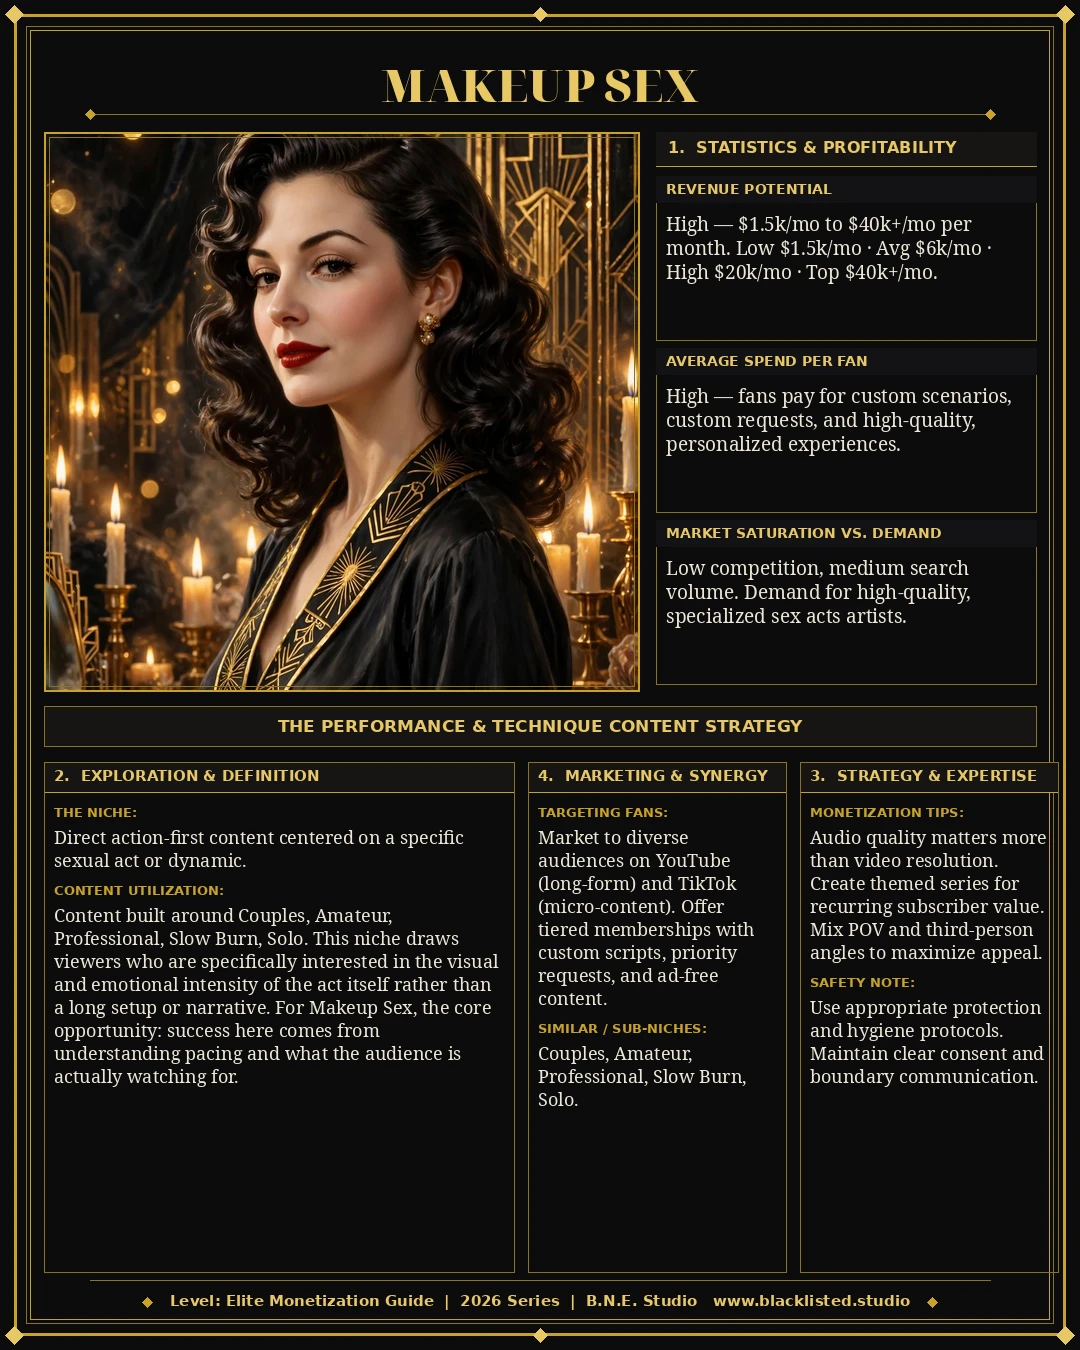 MAKEUP SEX
1. STATISTICS & PROFITABILITY
REVENUE POTENTIAL
High — $1.5k/mo to $40k+/mo per
month. Low $1.5k/mo · Avg $6k/mo ·
High $20k/mo · Top $40k+/mo.
AVERAGE SPEND PER FAN
High — fans pay for custom scenarios,
custom requests, and high-quality,
personalized experiences.
MARKET SATURATION VS. DEMAND
Low competition, medium search
volume. Demand for high-quality,
specialized sex acts artists.
THE PERFORMANCE & TECHNIQUE CONTENT STRATEGY
2. EXPLORATION & DEFINITION
THE NICHE:
Direct action-first content centered on a specific
sexual act or dynamic.
CONTENT UTILIZATION:
Content built around Couples, Amateur,
Professional, Slow Burn, Solo. This niche draws
viewers who are specifically interested in the visual
and emotional intensity of the act itself rather than
a long setup or narrative. For Makeup Sex, the core
opportunity: success here comes from
understanding pacing and what the audience is
actually watching for.
4. MARKETING & SYNERGY
TARGETING FANS:
Market to diverse
audiences on YouTube
(long-form) and TikTok
(micro-content). Offer
tiered memberships with
custom scripts, priority
requests, and ad-free
content.
SIMILAR / SUB-NICHES:
Couples, Amateur,
Professional, Slow Burn,
Solo.
3. STRATEGY & EXPERTISE
MONETIZATION TIPS:
Audio quality matters more
than video resolution.
Create themed series for
recurring subscriber value.
Mix POV and third-person
angles to maximize appeal.
SAFETY NOTE:
Use appropriate protection
and hygiene protocols.
Maintain clear consent and
boundary communication.
Level: Elite Monetization Guide | 2026 Series | B.N.E. Studio www.blacklisted.studio